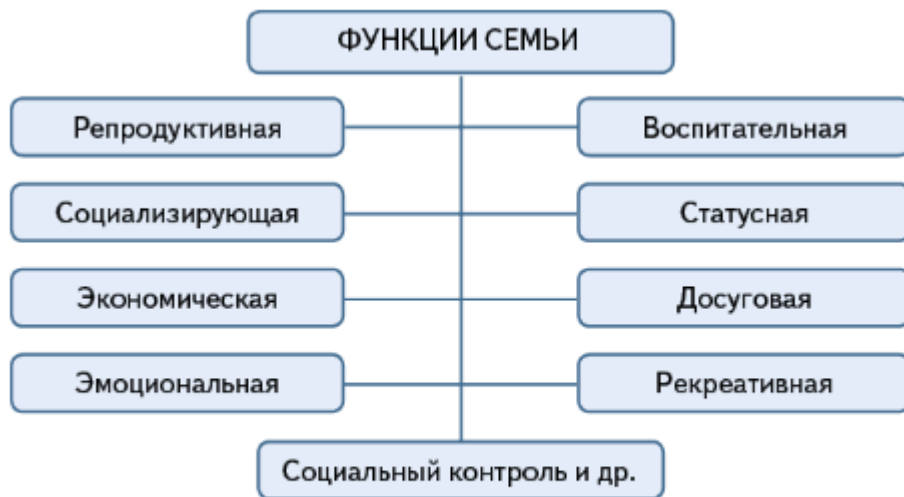 ФУНКЦИИ СЕМЬИ
Репродуктивная
Воспитательная
Социализирующая
Статусная
Экономическая
Досуговая
Эмоциональная
Рекреативная
Социальный контроль и др.